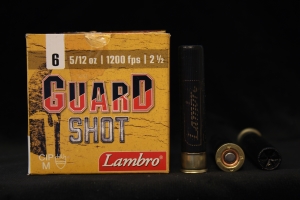 6 5/12 oz | 1200 fps | 2 ½
GUARD
SHOT
Lambro
Lambro